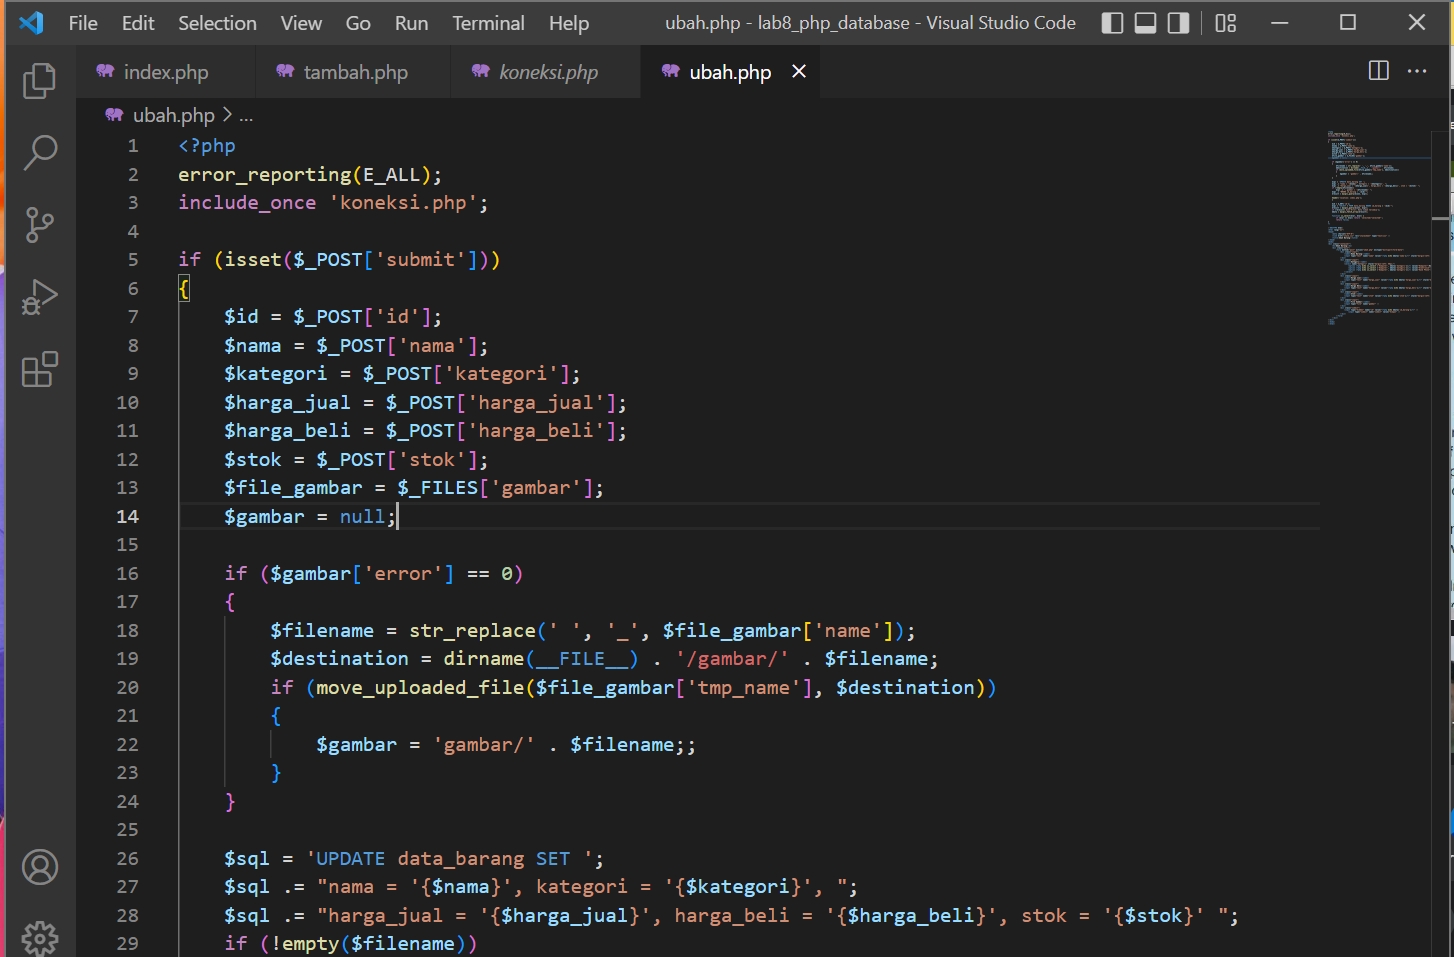 File Edit Selection View Go Run Terminal Help ubah.php - lab8_php_database - Visual Studio Code
index.php tambah.php koneksi.php ubah.php
ubah.php > ...
1 <?php
2 error_reporting(E_ALL);
3 include_once 'koneksi.php';
4
5 if (isset($_POST['submit']))
6 {
7 $id = $_POST['id'];
8 $nama = $_POST['nama'];
9 $kategori = $_POST['kategori'];
10 $harga_jual = $_POST['harga_jual'];
11 $harga_beli = $_POST['harga_beli'];
12 $stok = $_POST['stok'];
13 $file_gambar = $_FILES['gambar'];
14 $gambar = null;
15
16 if ($gambar['error'] == 0)
17 {
18 $filename = str_replace(' ', '_', $file_gambar['name']);
19 $destination = dirname(__FILE__) . '/gambar/' . $filename;
20 if (move_uploaded_file($file_gambar['tmp_name'], $destination))
21 {
22 $gambar = 'gambar/' . $filename;;
23 }
24 }
25
26 $sql = 'UPDATE data_barang SET ';
27 $sql .= "nama = '{$nama}', kategori = '{$kategori}', ";
28 $sql .= "harga_jual = '{$harga_jual}', harga_beli = '{$harga_beli}', stok = '{$stok}' ";
29 if (!empty($filename))